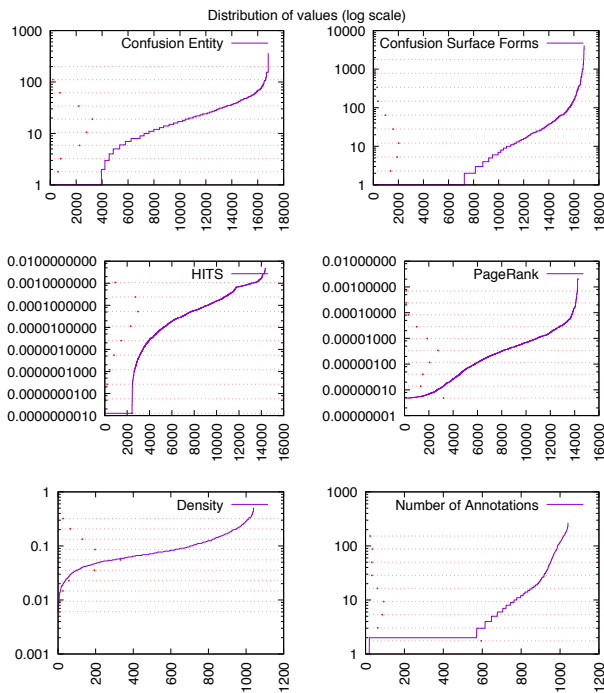 Distribution of values (log scale)
Confusion Entity
1000
100
10
1
0 2000 4000 6000 8000 10000 12000 14000 16000 18000
Confusion Surface Forms
10000
1000
100
10
1
0 2000 4000 6000 8000 10000 12000 14000 16000 18000
HITS
0.0100000000
0.0010000000
0.0001000000
0.0000100000
0.0000010000
0.0000001000
0.0000000100
0.0000000010
0 2000 4000 6000 8000 10000 12000 14000 16000
PageRank
0.01000000
0.00100000
0.00010000
0.00001000
0.00000100
0.00000010
0.00000001
0 2000 4000 6000 8000 10000 12000 14000 16000
Density
1
0.1
0.01
0.001
0 200 400 600 800 1000 1200
Number of Annotations
1000
100
10
1
0 200 400 600 800 1000 1200